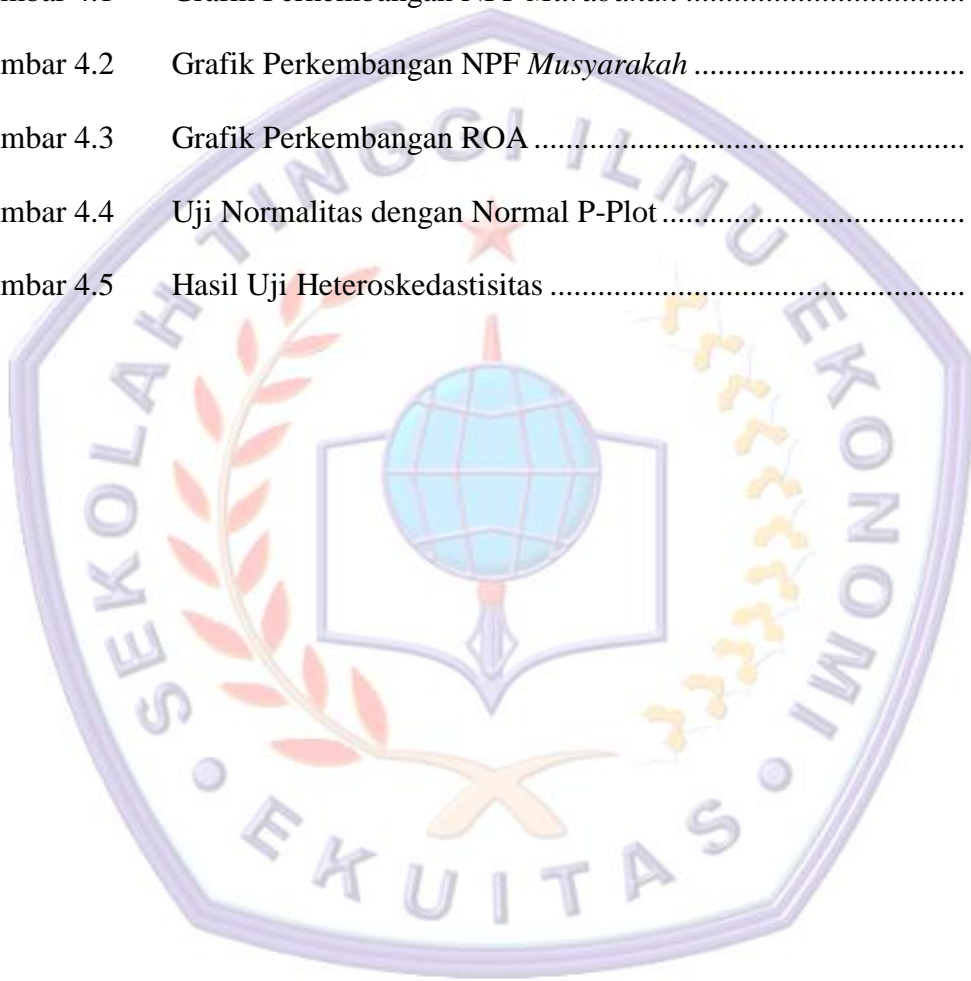 mbar 4.2 Grafik Perkembangan NPF Musyarakah ..................................
mbar 4.3 Grafik Perkembangan ROA ......................................................
mbar 4.4 Uji Normalitas dengan Normal P-Plot ......................................
mbar 4.5 Hasil Uji Heteroskedastisitas ....................................................
SEKOLAH TINGGI ILMU EKONOMI
• EKUITAS •